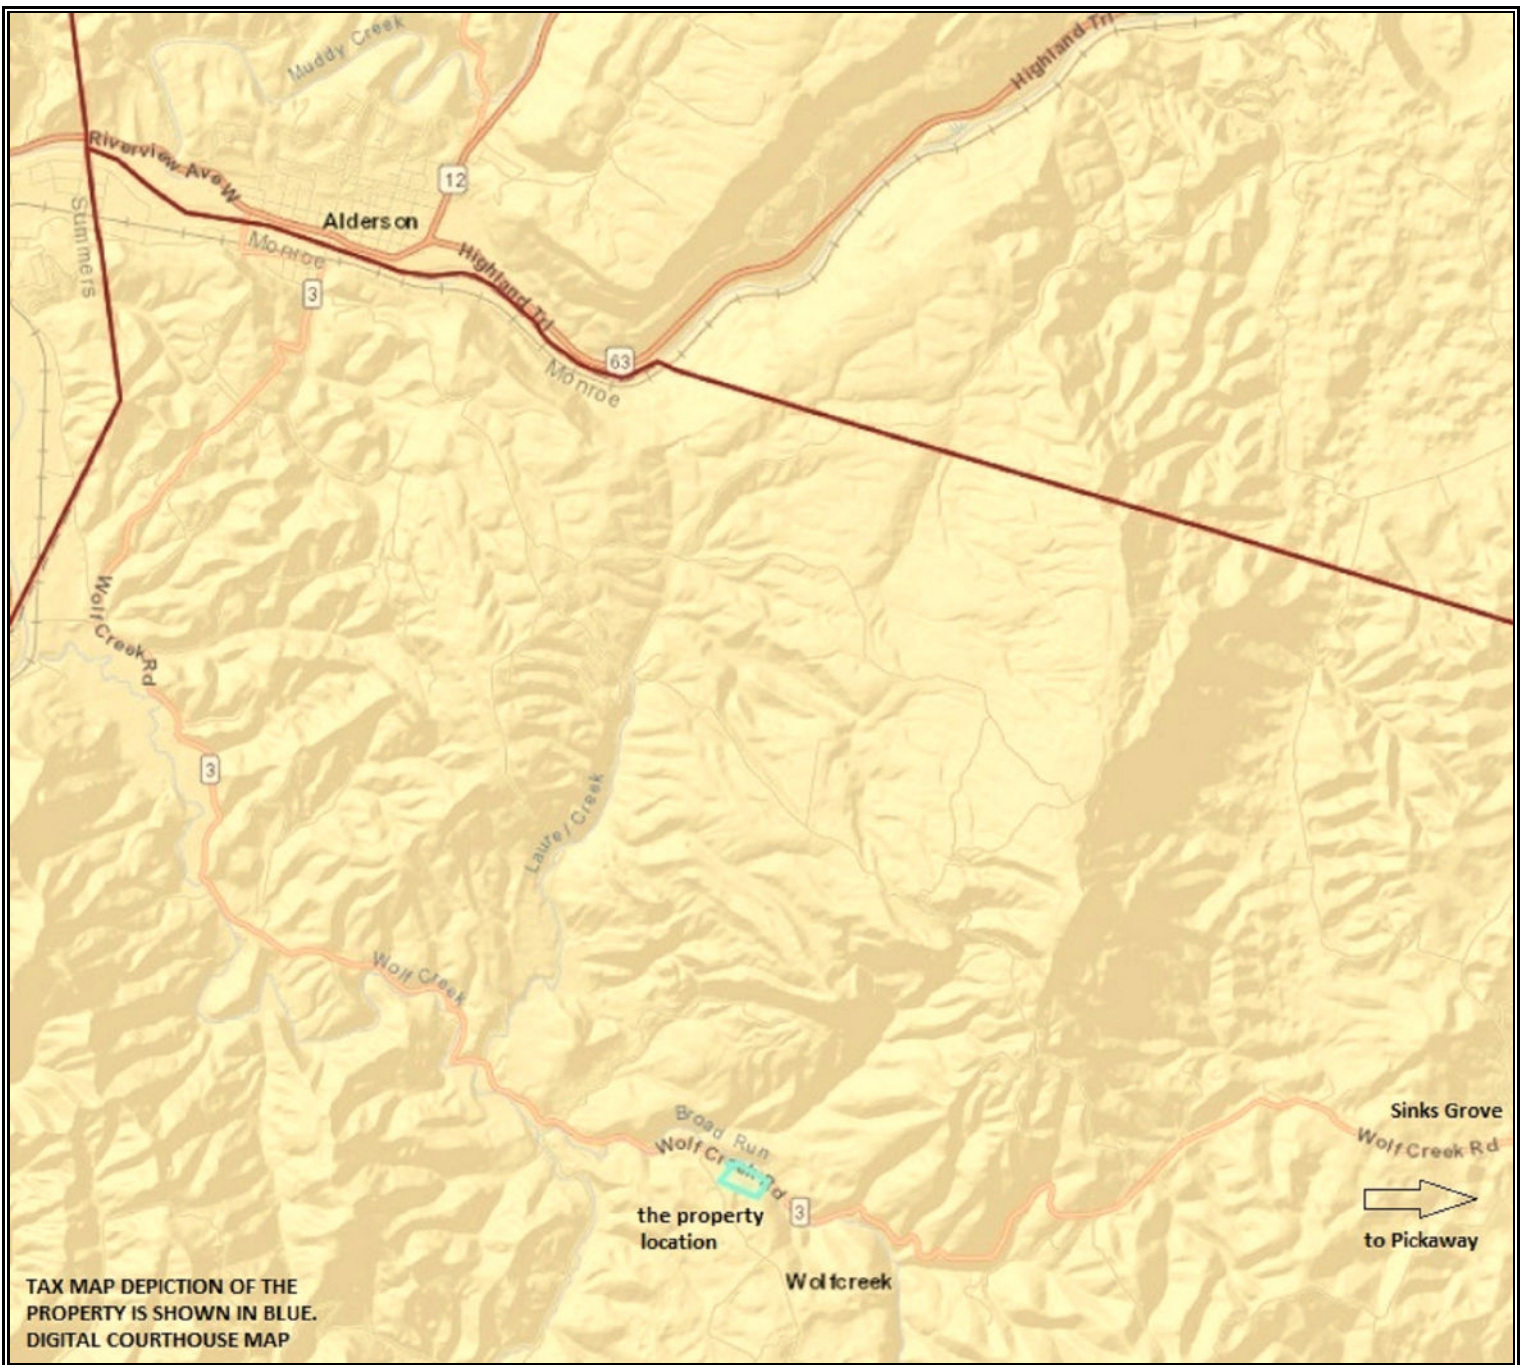 Muddy Creek
Highland Trl
Riverview Ave W
12
Summers
Alderson
Monroe
Highland Trl
3
63
Monroe
Wolf Creek Rd
3
Laurel Creek
Wolf Creek
Broad Run
Sinks Grove
Wolf Creek Rd
Wolf Creek Rd
the property
location
3
to Pickaway
Wolfcreek
TAX MAP DEPICTION OF THE
PROPERTY IS SHOWN IN BLUE.
DIGITAL COURTHOUSE MAP